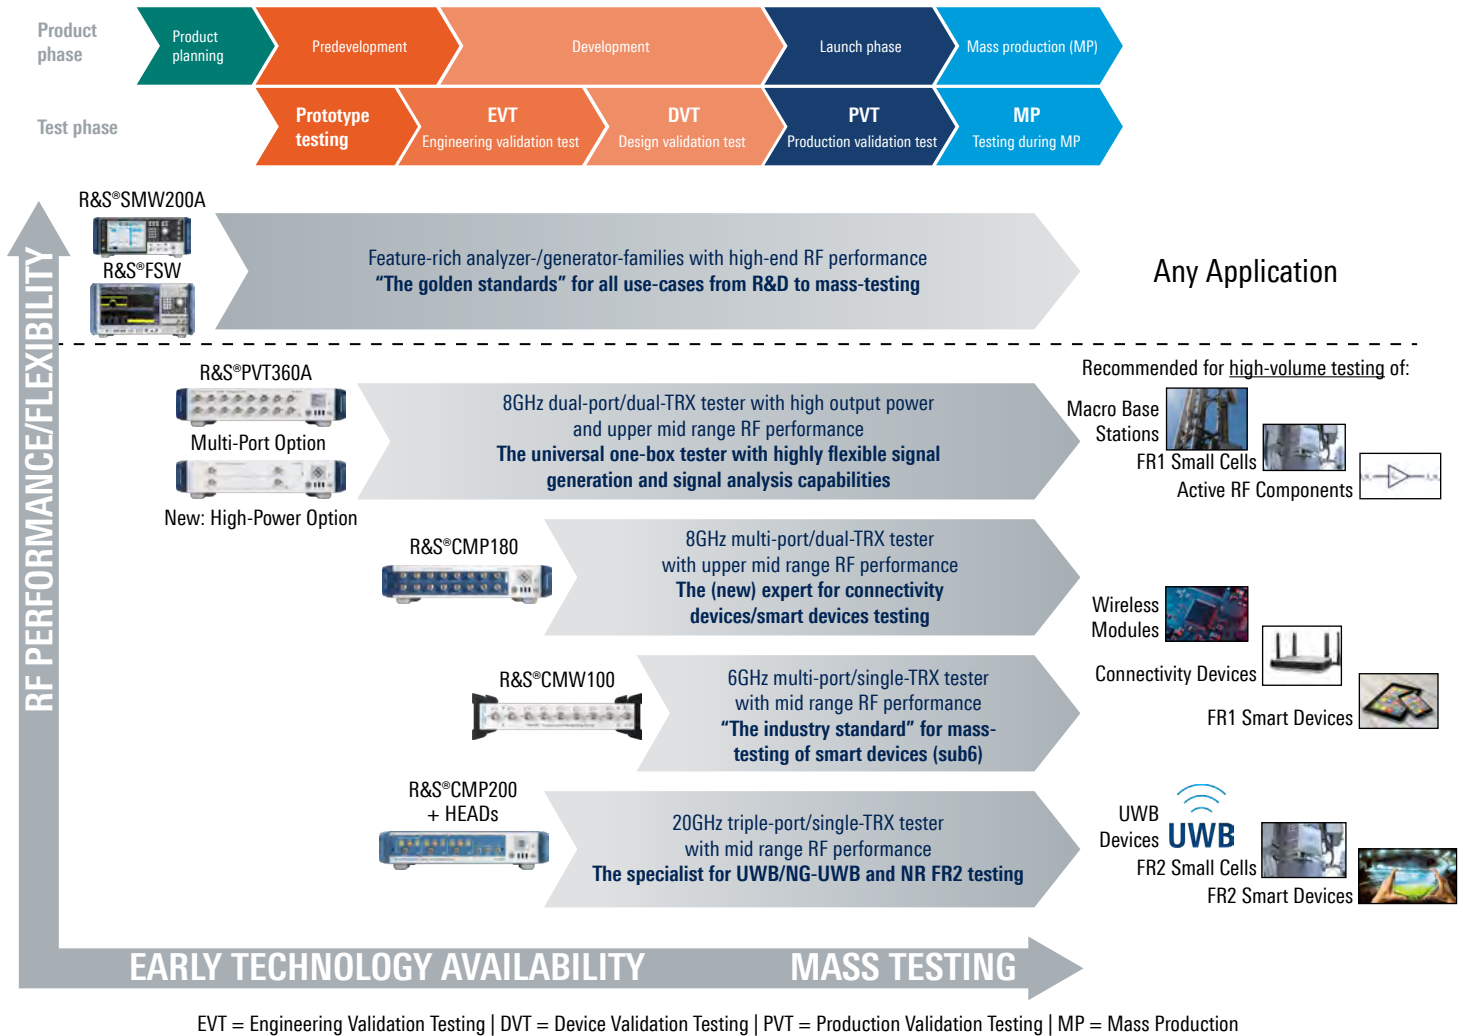 Product
phase
Product
planning
Predevelopment
Development
Launch phase
Mass production (MP)
Test phase
Prototype
testing
EVT
Engineering validation test
DVT
Design validation test
PVT
Production validation test
MP
Testing during MP
RF PERFORMANCE/FLEXIBILITY
R&S®SMW200A
R&S®FSW
Feature-rich analyzer-/generator-families with high-end RF performance
“The golden standards” for all use-cases from R&D to mass-testing
Any Application
R&S®PVT360A
Multi-Port Option
New: High-Power Option
8GHz dual-port/dual-TRX tester with high output power
and upper mid range RF performance
The universal one-box tester with highly flexible signal
generation and signal analysis capabilities
Recommended for high-volume testing of:
Macro Base
Stations
FR1 Small Cells
Active RF Components
R&S®CMP180
8GHz multi-port/dual-TRX tester
with upper mid range RF performance
The (new) expert for connectivity
devices/smart devices testing
Wireless
Modules
Connectivity Devices
FR1 Smart Devices
R&S®CMW100
6GHz multi-port/single-TRX tester
with mid range RF performance
“The industry standard” for mass-
testing of smart devices (sub6)
R&S®CMP200
+ HEADs
20GHz triple-port/single-TRX tester
with mid range RF performance
The specialist for UWB/NG-UWB and NR FR2 testing
UWB
Devices
UWB
FR2 Small Cells
FR2 Smart Devices
EARLY TECHNOLOGY AVAILABILITY
MASS TESTING
EVT = Engineering Validation Testing | DVT = Device Validation Testing | PVT = Production Validation Testing | MP = Mass Production